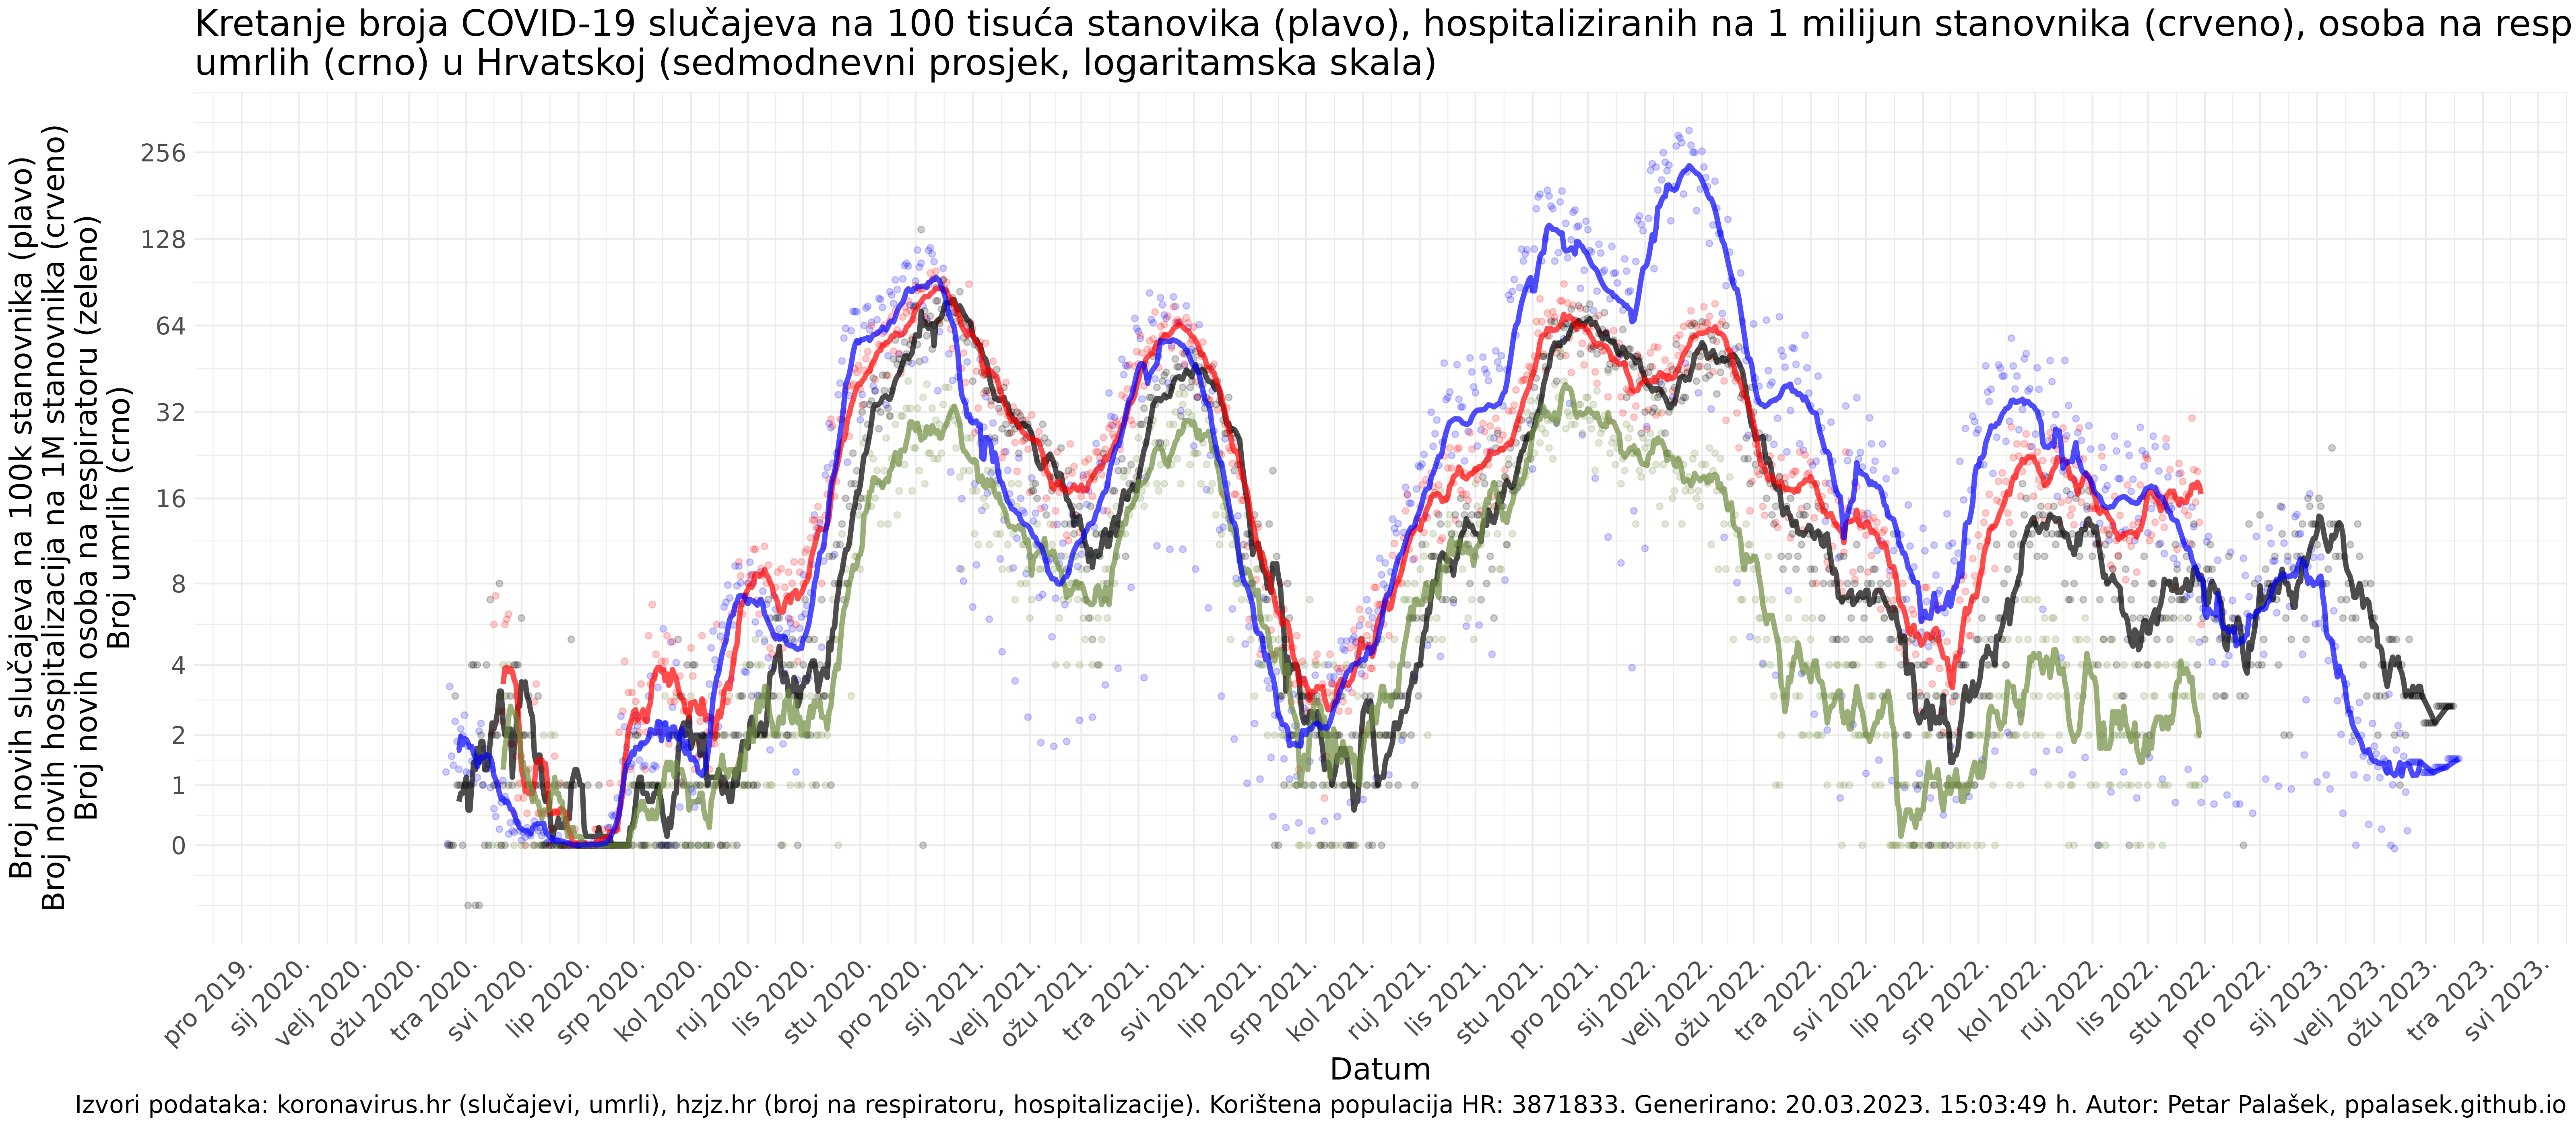 Kretanje broja COVID-19 slučajeva na 100 tisuća stanovika (plavo), hospitaliziranih na 1 milijun stanovnika (crveno), osoba na resp
umrlih (crno) u Hrvatskoj (sedmodnevni prosjek, logaritamska skala)
Broj novih slučajeva na 100k stanovnika (plavo)
Broj novih hospitalizacija na 1M stanovnika (crveno)
Broj novih osoba na respiratoru (zeleno)
Broj umrlih (crno)
256
128
64
32
16
8
4
2
1
0
pro 2019.
sij 2020.
velj 2020.
ožu 2020.
tra 2020.
svi 2020.
lip 2020.
srp 2020.
kol 2020.
ruj 2020.
lis 2020.
stu 2020.
pro 2020.
sij 2021.
velj 2021.
ožu 2021.
tra 2021.
svi 2021.
lip 2021.
srp 2021.
kol 2021.
ruj 2021.
lis 2021.
stu 2021.
pro 2021.
sij 2022.
velj 2022.
ožu 2022.
tra 2022.
svi 2022.
lip 2022.
srp 2022.
kol 2022.
ruj 2022.
lis 2022.
stu 2022.
pro 2022.
sij 2023.
velj 2023.
ožu 2023.
tra 2023.
svi 2023.
Datum
Izvori podataka: koronavirus.hr (slučajevi, umrli), hzjz.hr (broj na respiratoru, hospitalizacije). Korištena populacija HR: 3871833. Generirano: 20.03.2023. 15:03:49 h. Autor: Petar Palašek, ppalasek.github.io